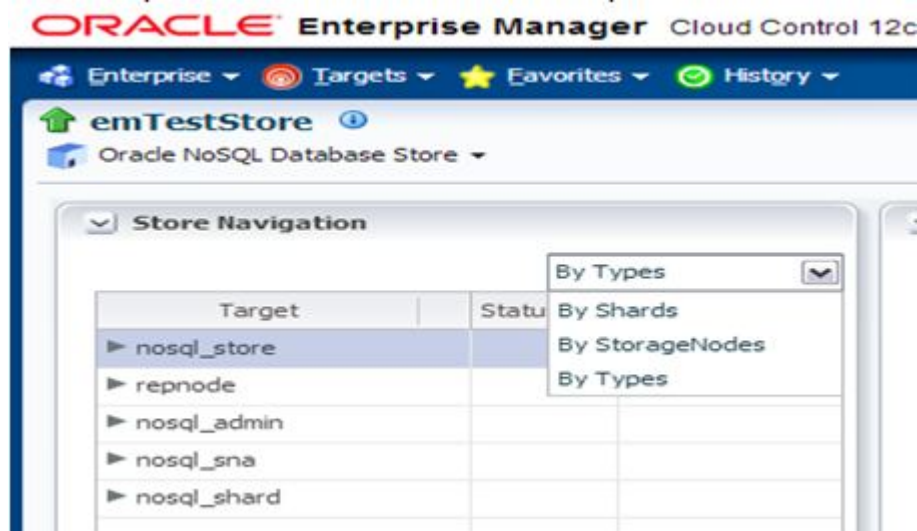 ORACLE Enterprise Manager Cloud Control 12c
Enterprise Targets Favorites History
emTestStore
Oracle NoSQL Database Store
Store Navigation
By Types
Target Statu By Shards
nosql_store By StorageNodes
repnode By Types
nosql_admin
nosql_sna
nosql_shard